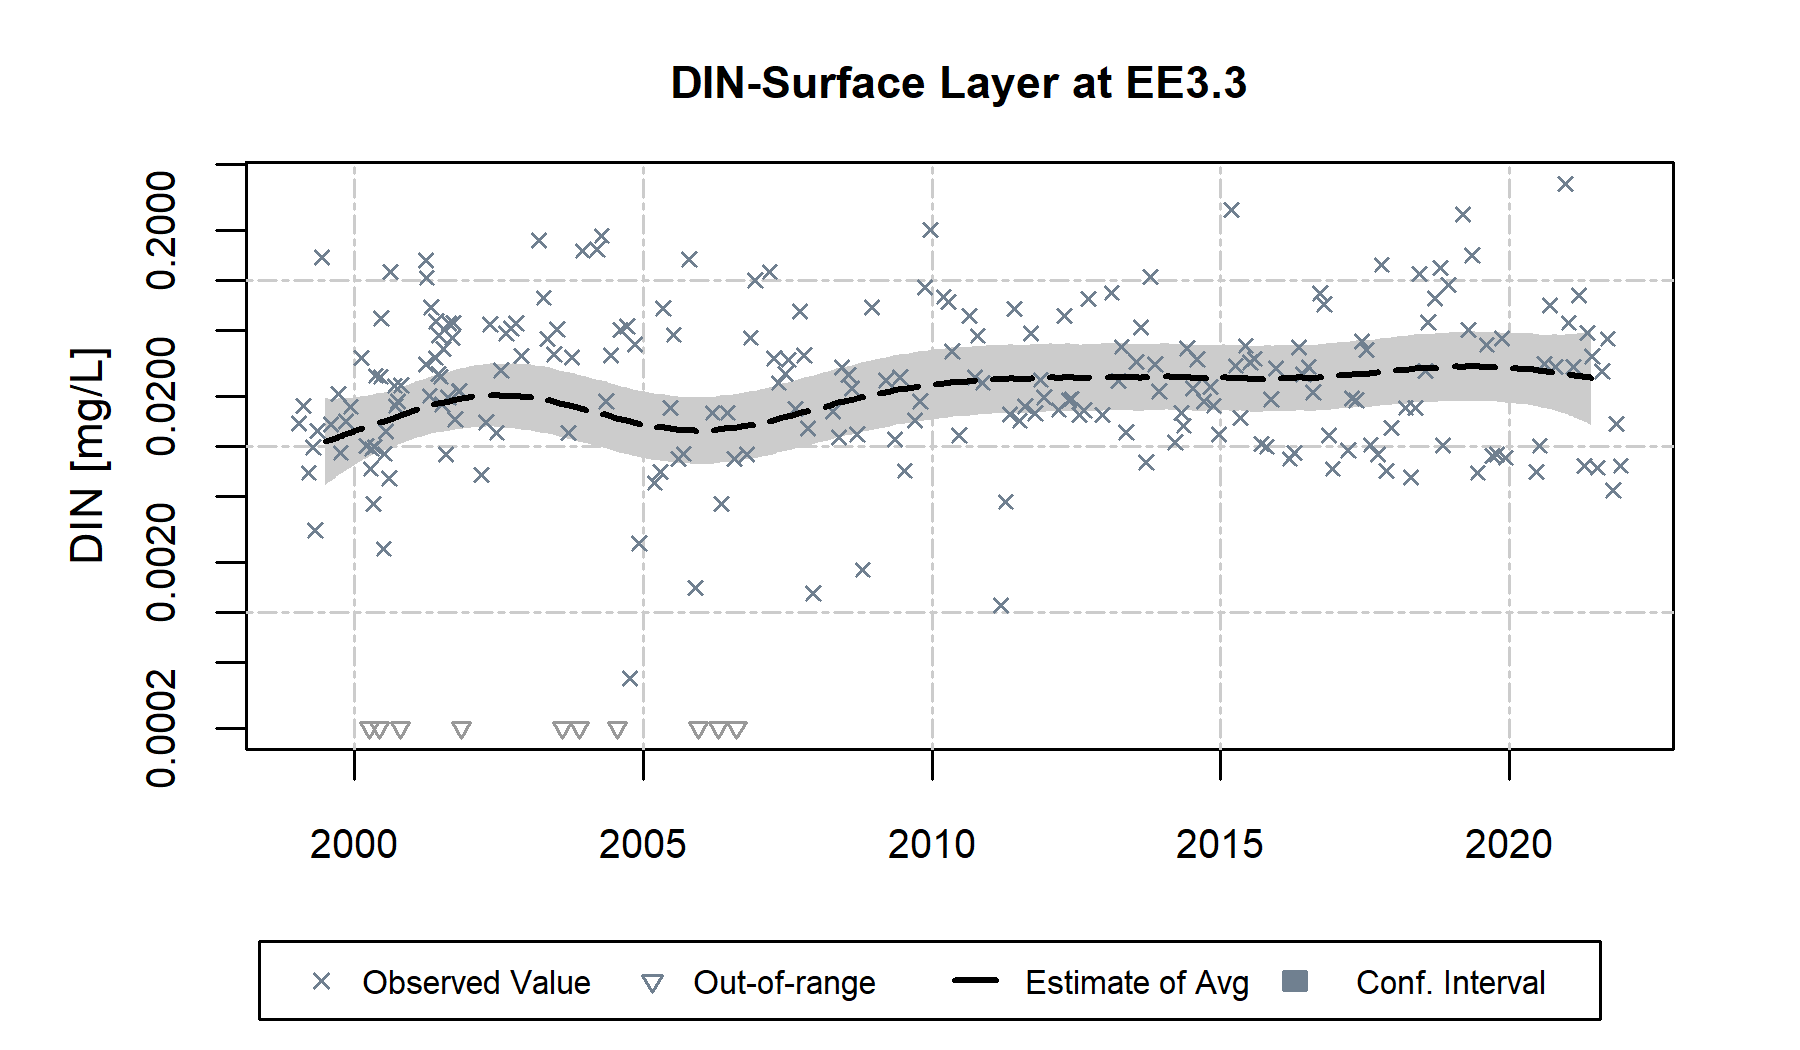 DIN-Surface Layer at EE3.3
DIN [mg/L]
0.2000
0.0200
0.0020
0.0002
2000 2005 2010 2015 2020
Observed Value Out-of-range Estimate of Avg Conf. Interval